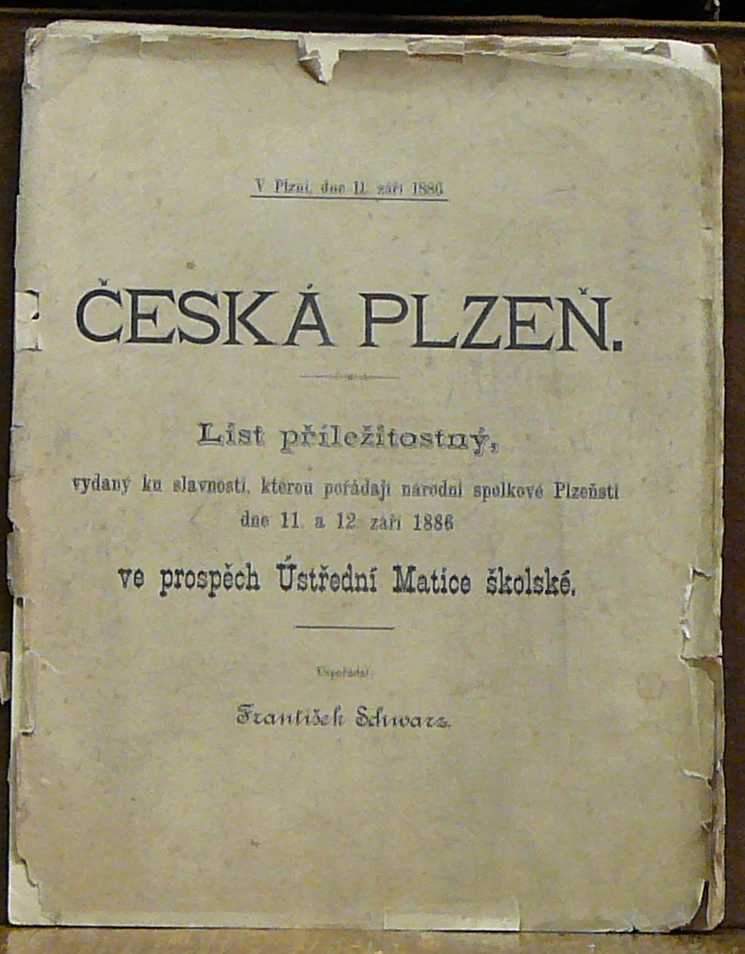 V Plzni, dne 11. září 1886
ČESKÁ PLZEŇ.
List příležitostný,
vydaný ku slavnosti, kterou pořádají národní spolkové Plzeňští
dne 11. a 12. září 1886
ve prospěch Ústřední Matice školské.
Uspořádal
František Schwarz.